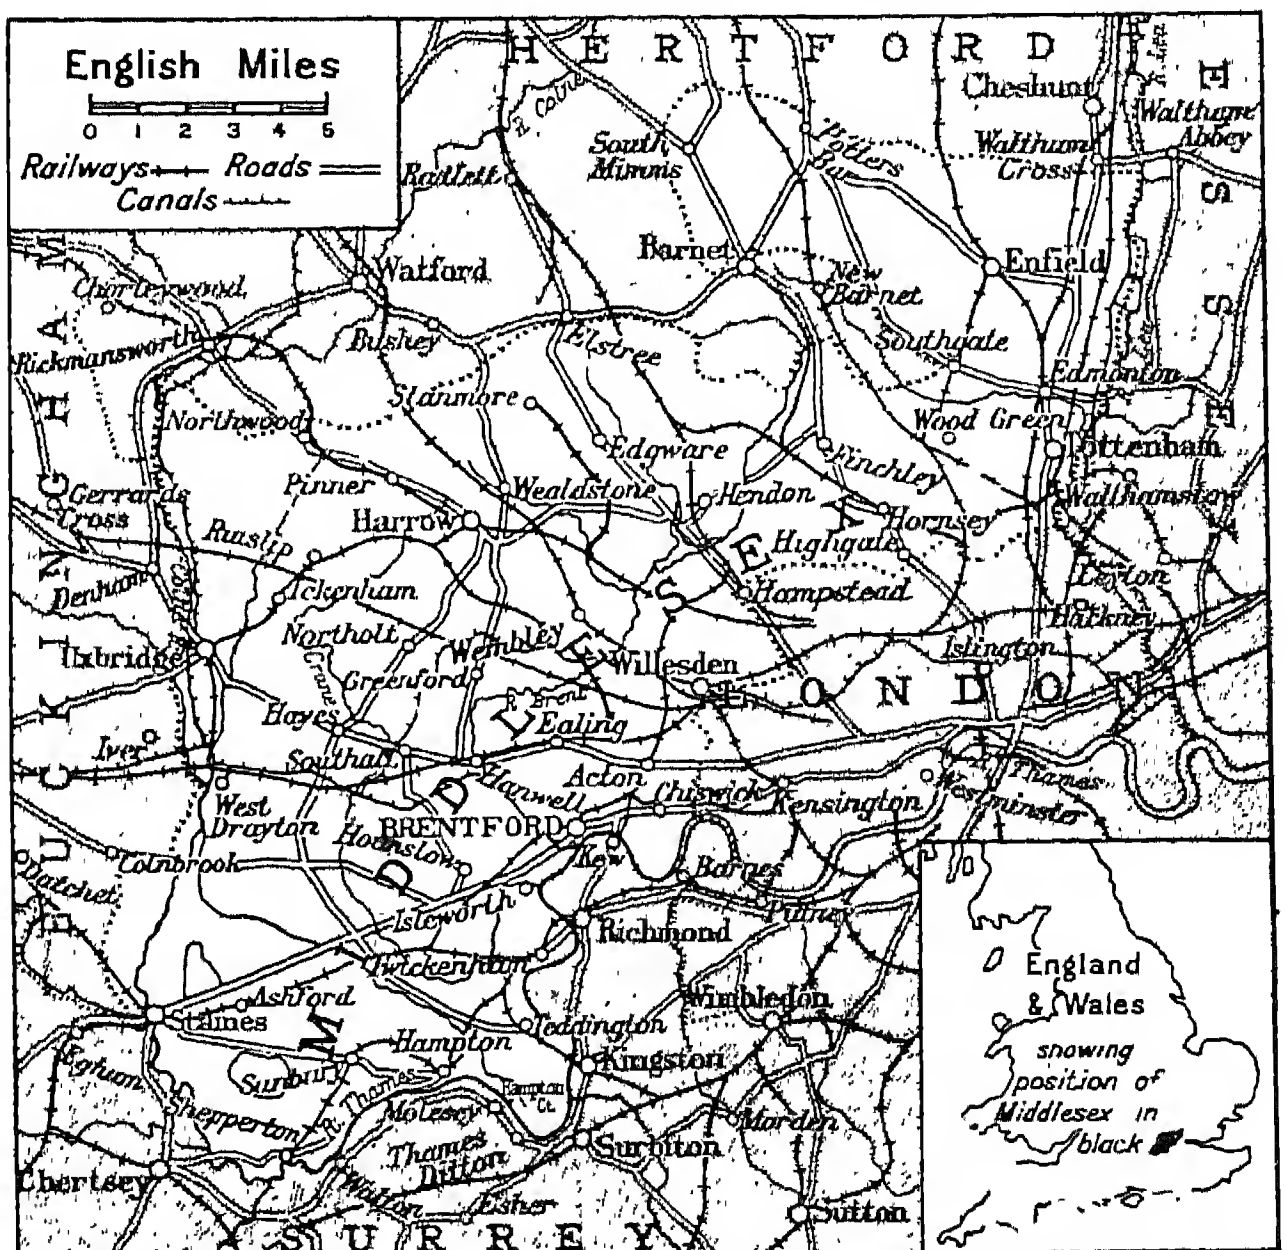 English Miles
0 1 2 3 4 5
Railways Roads
Canals
HERTFORD
R. Colne
Cheshunt
Waltham
Abbey
South
Mimms
Potters
Bar
Waltham
Cross
Radlett
ESSEX
Barnet
Enfield
Watford
Chorleywood
New
Barnet
Rickmansworth
Bushey
Elstree
Southgate
Edmonton
Stanmore
Northwood
Wood Green
Tottenham
Edgware
Finchley
Pinner
Wealdstone
Hendon
Walthamstow
Gerrards
Cross
Harrow
Hornsey
Ruislip
Highgate
Denham
Colne R.
Ickenham
Hampstead
Leyton
Hackney
Northolt
Wembley
Islington
Uxbridge
Crane
Greenford
Willesden
LONDON
R. Brent
Hayes
Ealing
Iver
Southall
Hanwell
Acton
Chiswick
Kensington
R. Thames
Westminster
West
Drayton
BRENTFORD
Hounslow
Kew
Colnbrook
Barnes
Datchet
Isleworth
Putney
Richmond
Twickenham
Ashford
Wimbledon
Staines
Teddington
Hampton
Kingston
Egham
Sunbury
R. Thames
Hampton
Ct.
Molesey
Shepperton
Morden
Thames
Ditton
Surbiton
Chertsey
Walton
Esher
Sutton
SURREY
BUCKINGHAM
MIDDLESEX
England
& Wales
showing
position of
Middlesex in
black